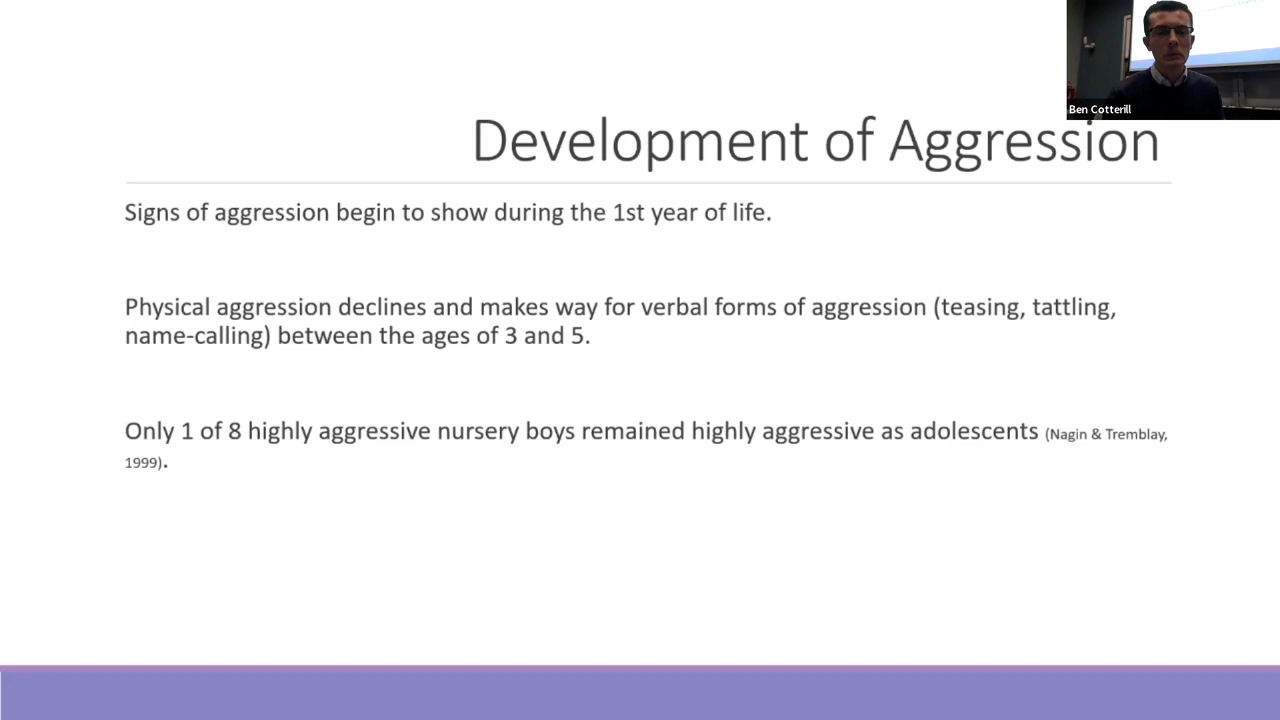 Ben Cotterill
Development of Aggression
Signs of aggression begin to show during the 1st year of life.
Physical aggression declines and makes way for verbal forms of aggression (teasing, tattling,
name-calling) between the ages of 3 and 5.
Only 1 of 8 highly aggressive nursery boys remained highly aggressive as adolescents (Nagin & Tremblay,
1999).